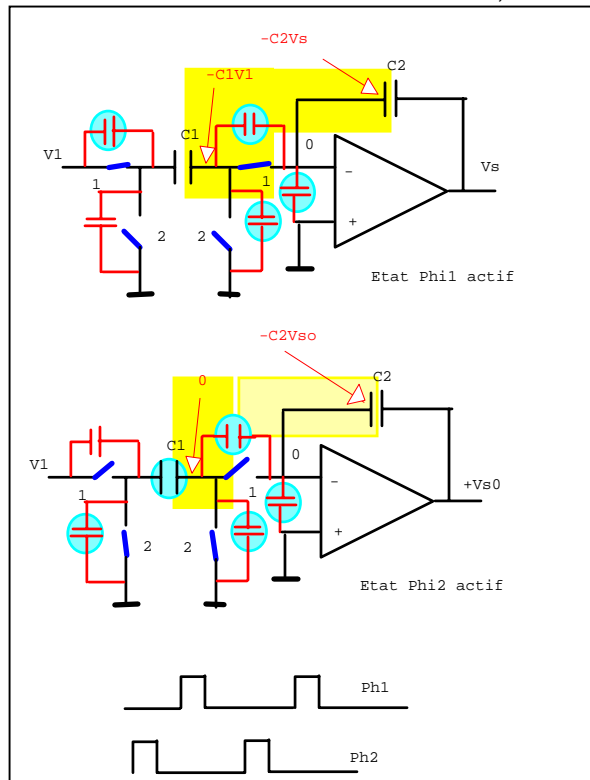 -C2Vs
C2
-C1V1
V1
C1
0
1
1
2
2
-
+
Vs
Etat Phi1 actif
-C2Vso
C2
0
C1
V1
0
1
1
2
2
-
+
+Vs0
Etat Phi2 actif
Ph1
Ph2